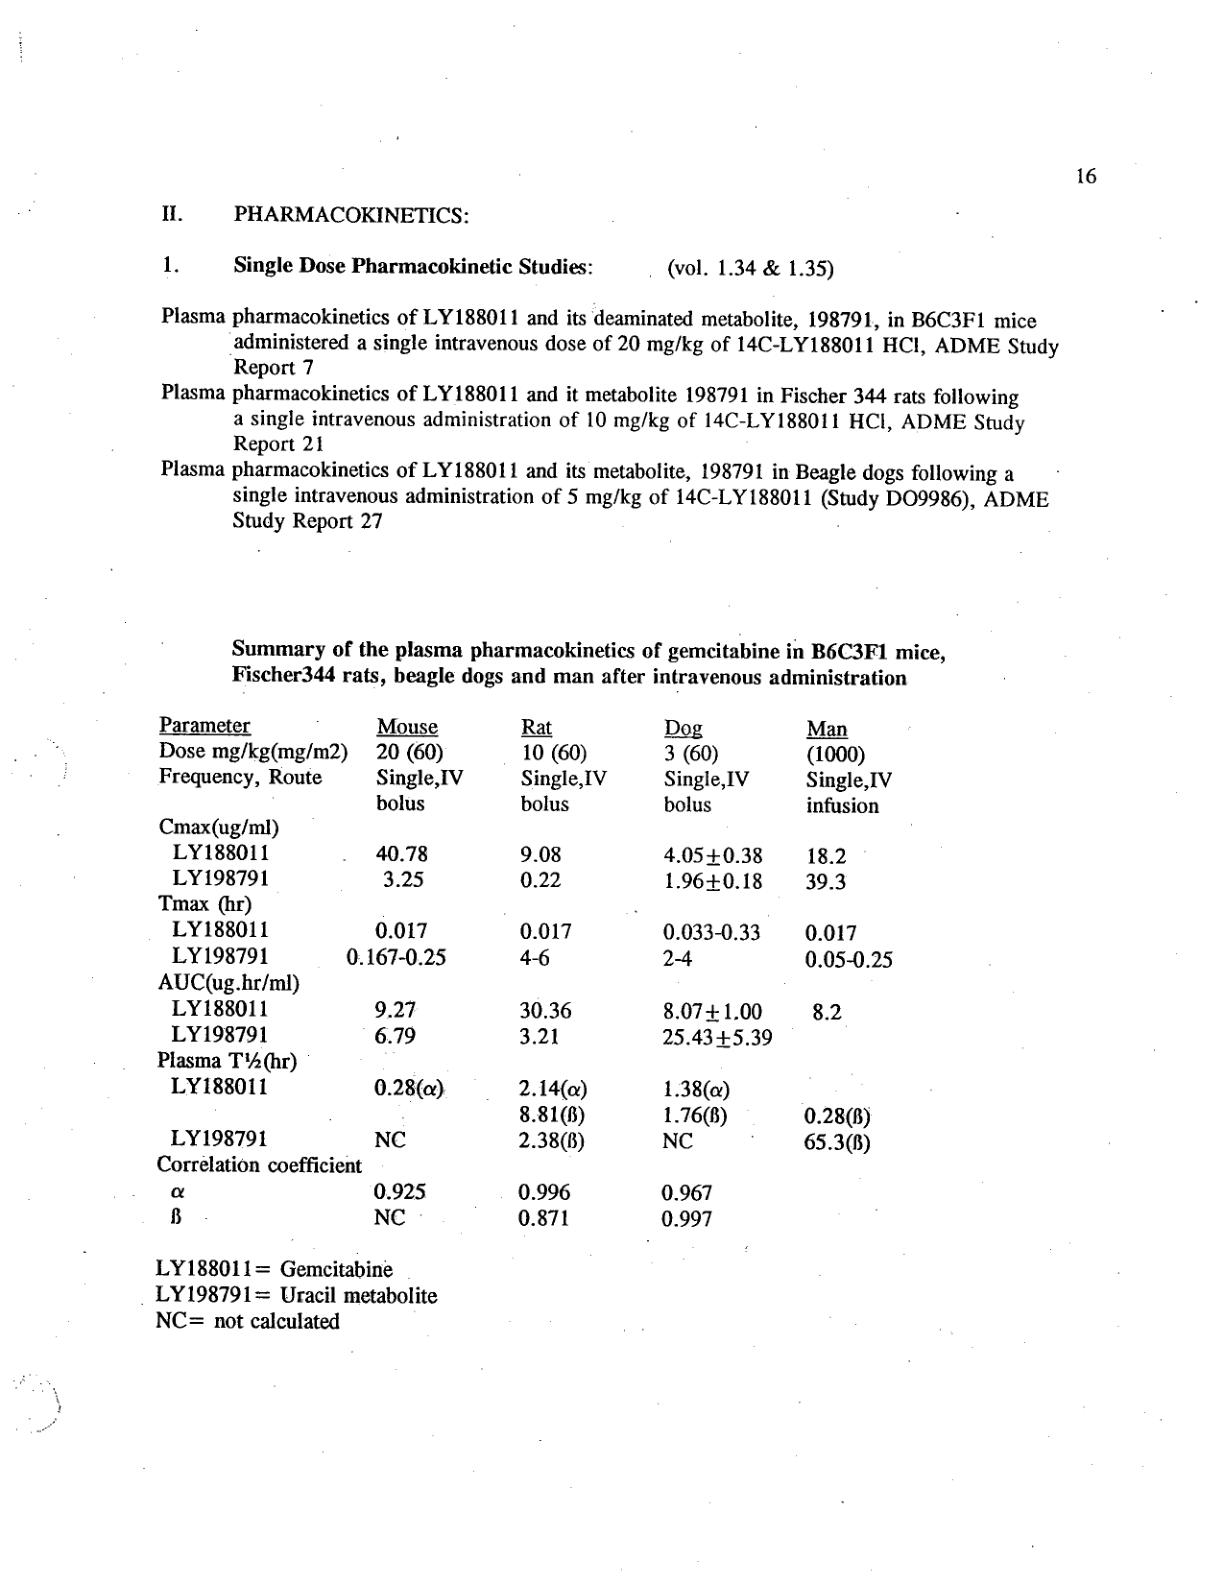 16
II. PHARMACOKINETICS:
1. Single Dose Pharmacokinetic Studies: (vol. 1.34 & 1.35)
Plasma pharmacokinetics of LY188011 and its deaminated metabolite, 198791, in B6C3F1 mice
administered a single intravenous dose of 20 mg/kg of 14C-LY188011 HCl, ADME Study
Report 7
Plasma pharmacokinetics of LY188011 and it metabolite 198791 in Fischer 344 rats following
a single intravenous administration of 10 mg/kg of 14C-LY188011 HCl, ADME Study
Report 21
Plasma pharmacokinetics of LY188011 and its metabolite, 198791 in Beagle dogs following a
single intravenous administration of 5 mg/kg of 14C-LY188011 (Study DO9986), ADME
Study Report 27
Summary of the plasma pharmacokinetics of gemcitabine in B6C3F1 mice,
Fischer344 rats, beagle dogs and man after intravenous administration
Parameter Mouse Rat Dog Man
Dose mg/kg(mg/m2) 20 (60) 10 (60) 3 (60) (1000)
Frequency, Route Single,IV Single,IV Single,IV Single,IV
bolus bolus bolus infusion
Cmax(ug/ml)
LY188011 40.78 9.08 4.05±0.38 18.2
LY198791 3.25 0.22 1.96±0.18 39.3
Tmax (hr)
LY188011 0.017 0.017 0.033-0.33 0.017
LY198791 0.167-0.25 4-6 2-4 0.05-0.25
AUC(ug.hr/ml)
LY188011 9.27 30.36 8.07±1.00 8.2
LY198791 6.79 3.21 25.43±5.39
Plasma T½(hr)
LY188011 0.28(α) 2.14(α) 1.38(α)
8.81(ß) 1.76(ß) 0.28(ß)
LY198791 NC 2.38(ß) NC 65.3(ß)
Correlation coefficient
α 0.925 0.996 0.967
ß NC 0.871 0.997
LY188011= Gemcitabine
LY198791= Uracil metabolite
NC= not calculated